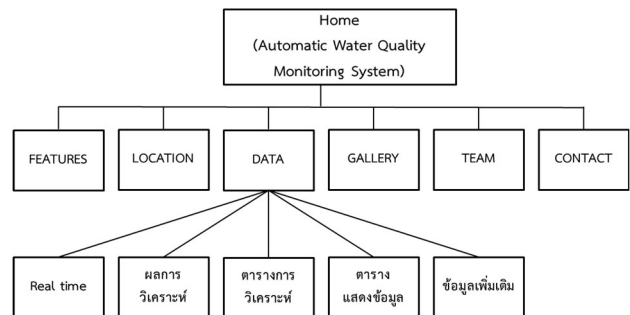 Home
(Automatic Water Quality
Monitoring System)
FEATURES
LOCATION
DATA
GALLERY
TEAM
CONTACT
Real time
ผลการ
วิเคราะห์
ตารางการ
วิเคราะห์
ตาราง
แสดงข้อมูล
ข้อมูลเพิ่มเติม